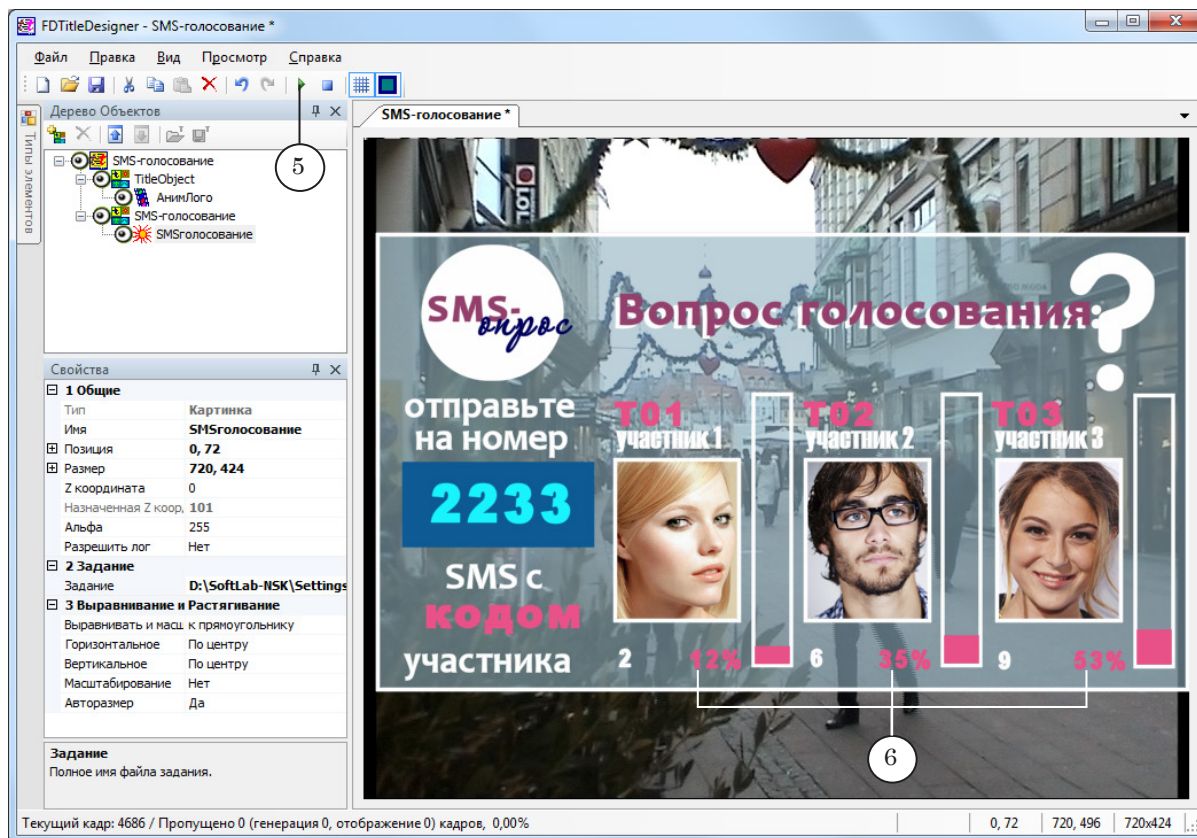 FDTitleDesigner - SMS-голосование *
Файл Правка Вид Просмотр Справка
Дерево Объектов
Типы элементов
SMS-голосование
TitleObject
АнимЛого
SMS-голосование
SMSголосование
5
Свойства
1 Общие
Тип Картинка
Имя SMSголосование
Позиция 0, 72
Размер 720, 424
Z координата 0
Назначенная Z коор, 101
Альфа 255
Разрешить лог Нет
2 Задание
Задание D:\SoftLab-NSK\Settings
3 Выравнивание и Растягивание
Выравнивать и масш к прямоугольнику
Горизонтальное По центру
Вертикальное По центру
Масштабирование Нет
Авторазмер Да
Задание
Полное имя файла задания.
SMS-голосование *
LOL
SMS-
опрос
Вопрос голосования
?
отправьте
на номер
2233
SMS с
кодом
участника
T01 T02 T03
участник 1 участник 2 участник 3
2 12% 6 35% 9 53%
6
Текущий кадр: 4686 / Пропущено 0 (генерация 0, отображение 0) кадров, 0,00% 0, 72 720, 496 720x424